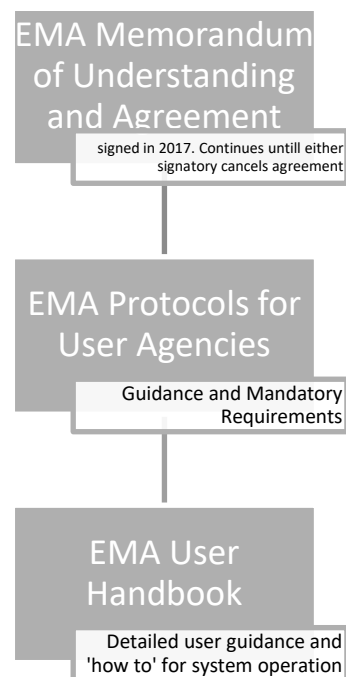 EMA Memorandum
of Understanding
and Agreement
signed in 2017. Continues untill either
signatory cancels agreement
EMA Protocols for
User Agencies
Guidance and Mandatory
Requirements
EMA User
Handbook
Detailed user guidance and
'how to' for system operation